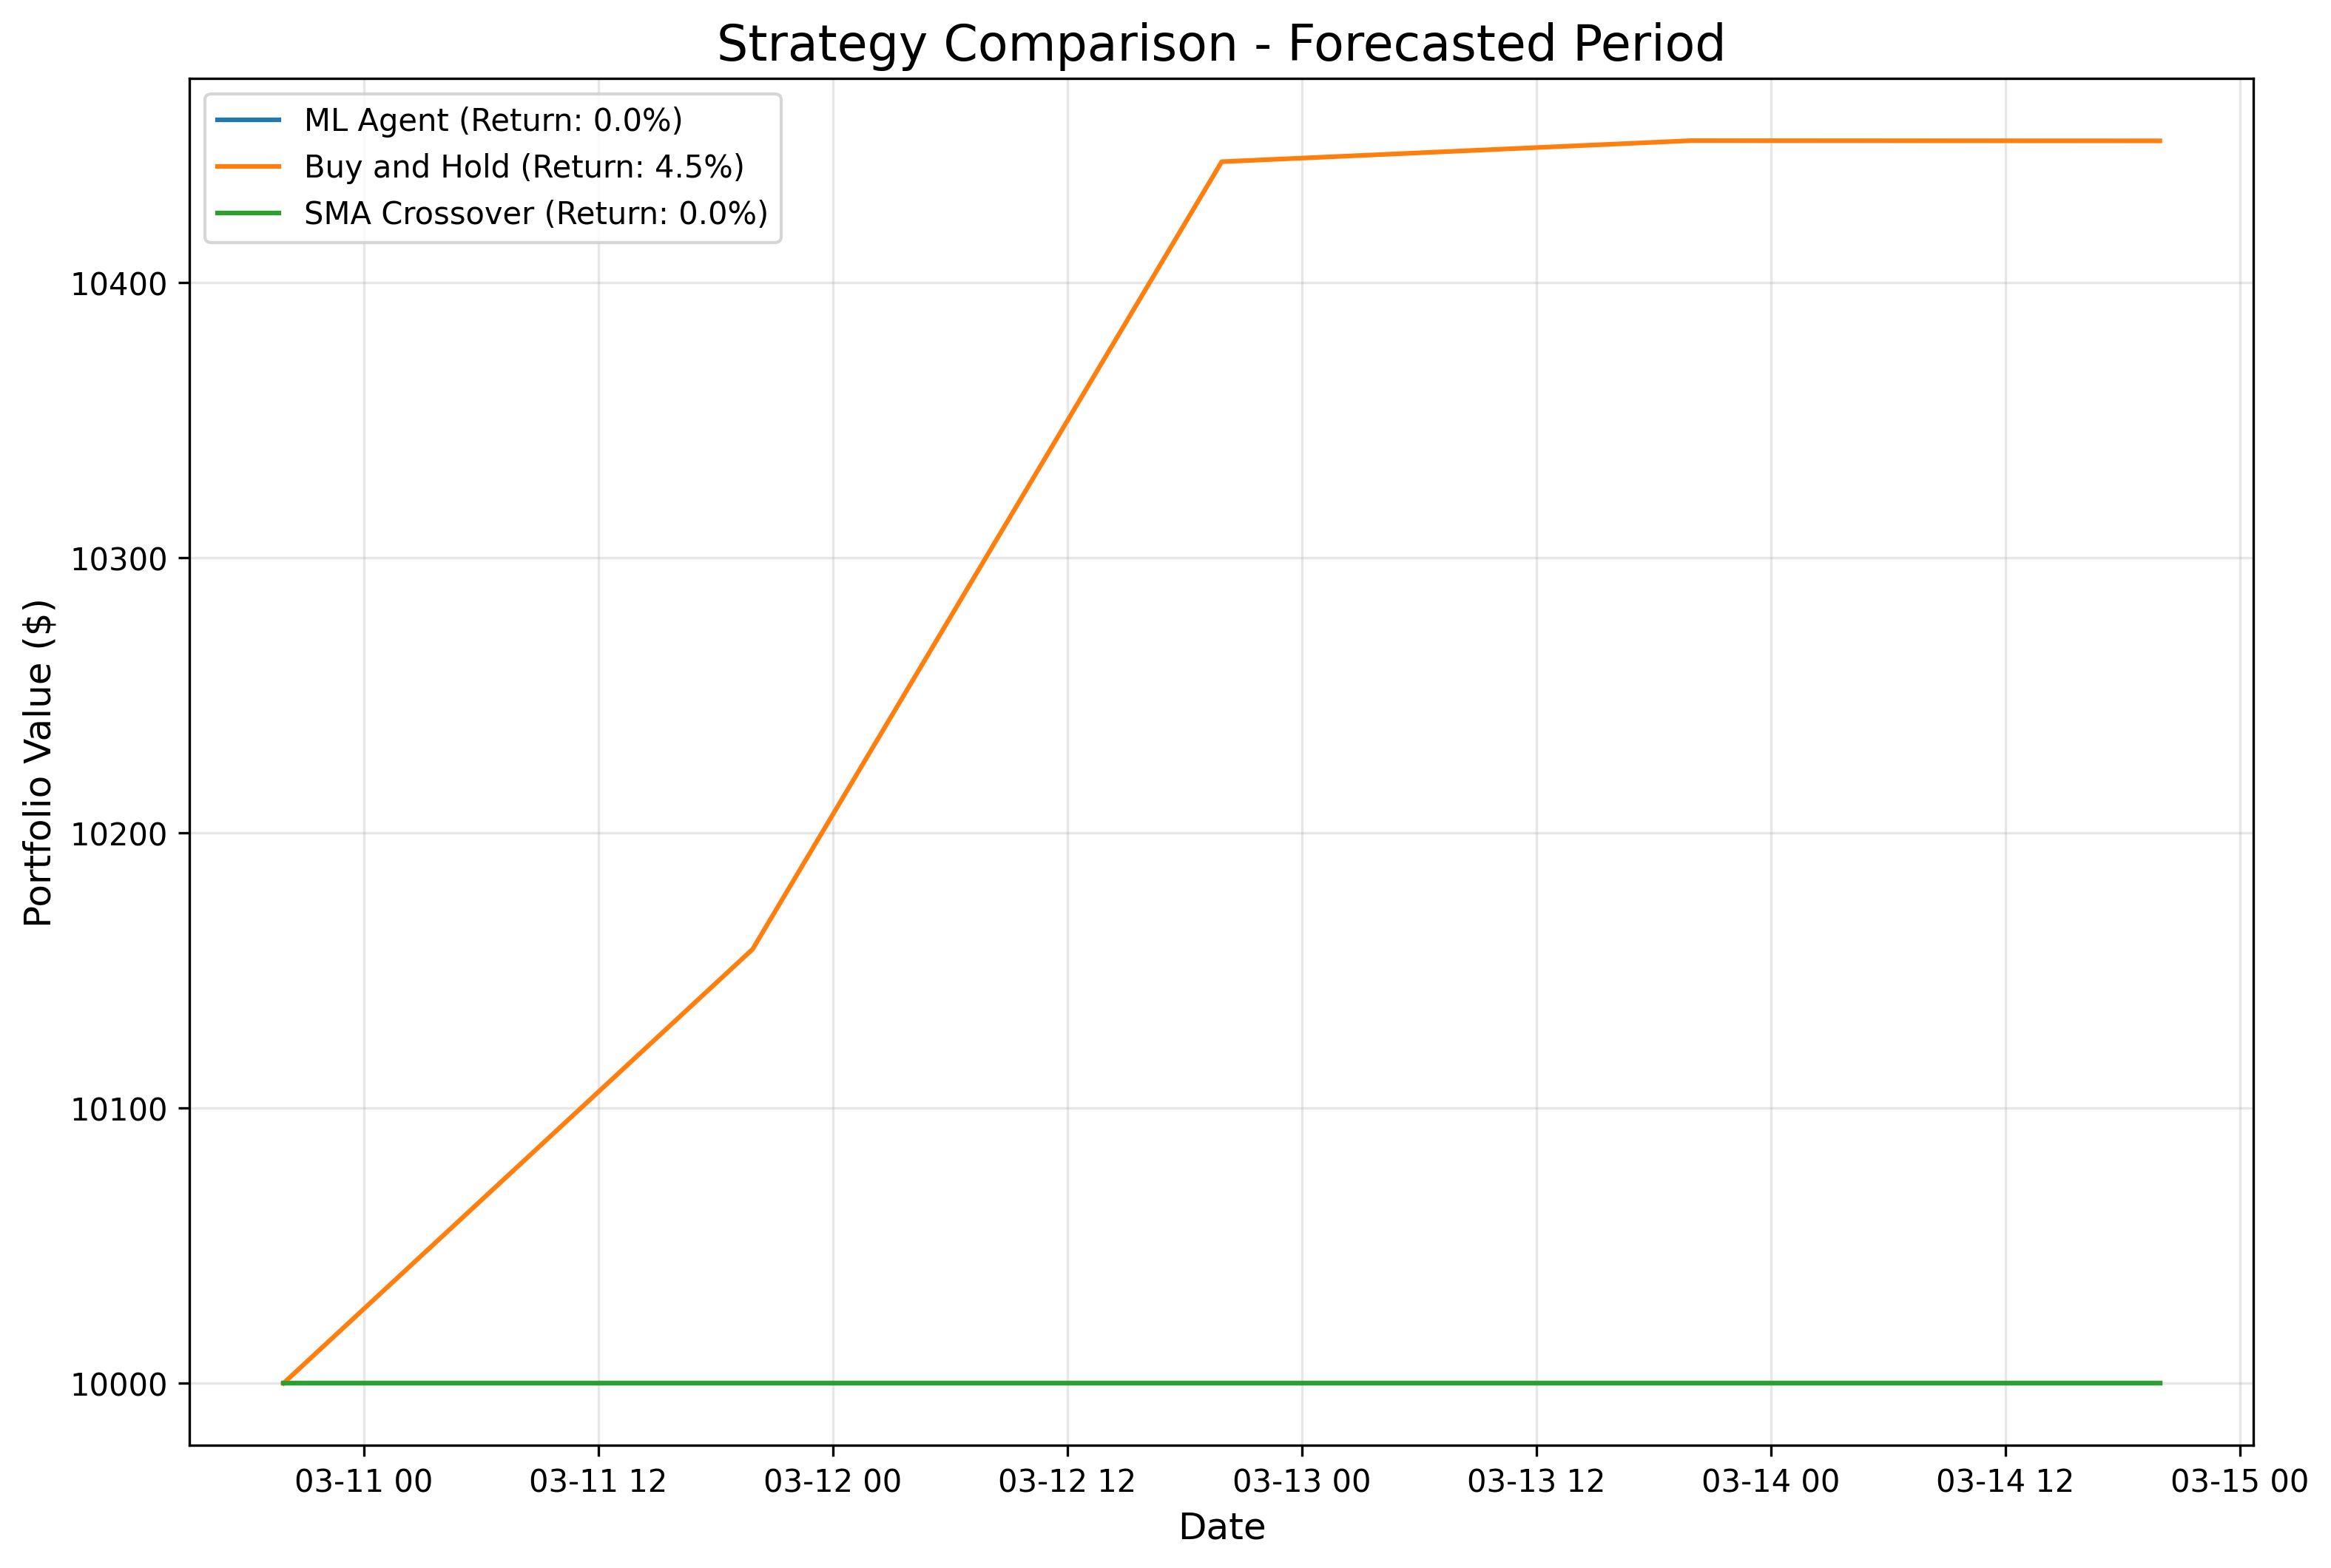 Strategy Comparison - Forecasted Period
ML Agent (Return: 0.0%)
Buy and Hold (Return: 4.5%)
SMA Crossover (Return: 0.0%)
10400
10300
10200
10100
10000
Portfolio Value ($)
03-11 00
03-11 12
03-12 00
03-12 12
03-13 00
03-13 12
03-14 00
03-14 12
03-15 00
Date